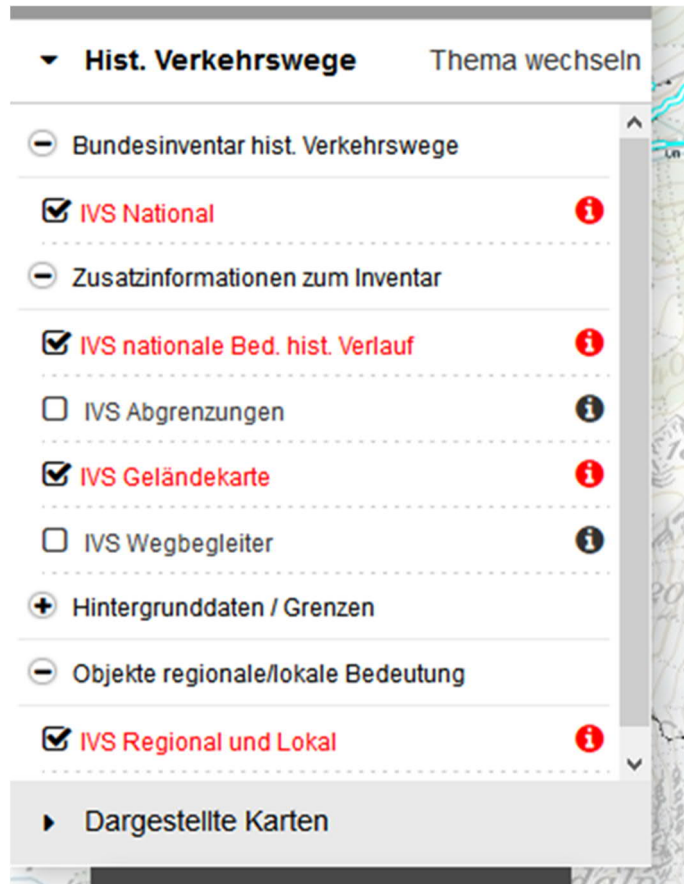 Hist. Verkehrswege Thema wechseln
Bundesinventar hist. Verkehrswege
IVS National
Zusatzinformationen zum Inventar
IVS nationale Bed. hist. Verlauf
IVS Abgrenzungen
IVS Geländekarte
IVS Wegbegleiter
Hintergrunddaten / Grenzen
Objekte regionale/lokale Bedeutung
IVS Regional und Lokal
Dargestellte Karten